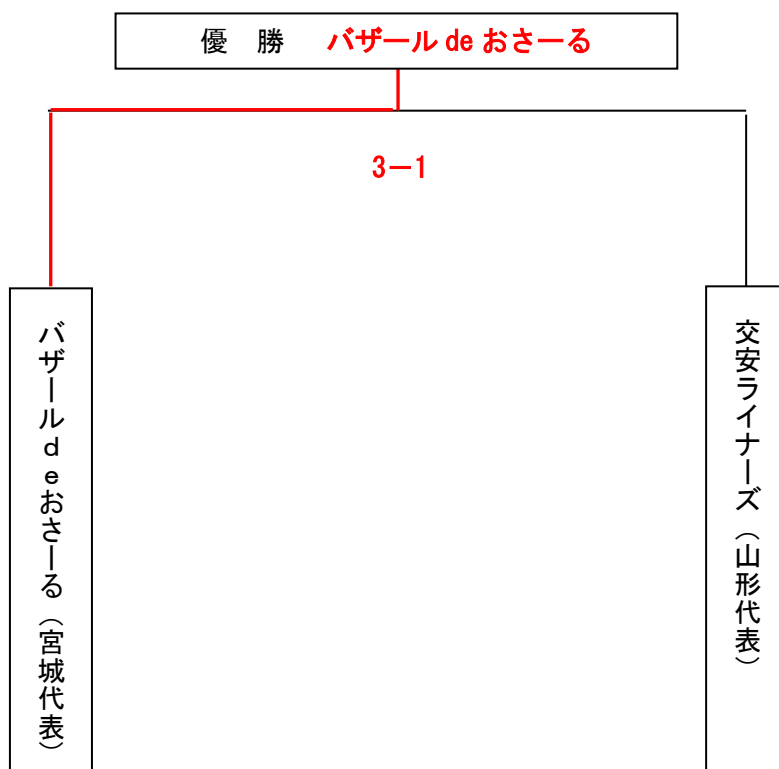 優　勝　バザール de おさーる
3－1
バザールｄｅおさーる（宮城代表）
交安ライナーズ（山形代表）